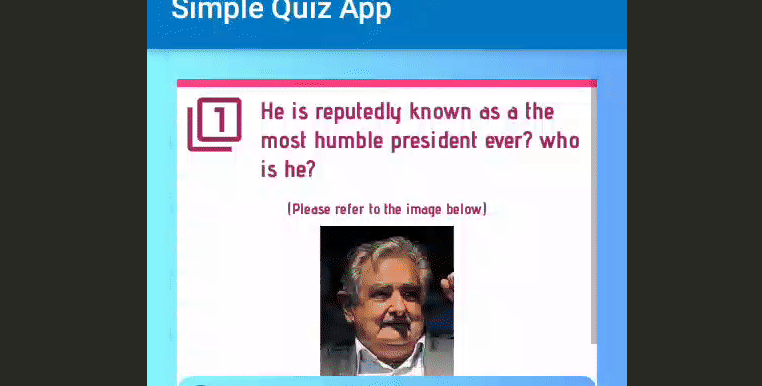 Simple Quiz App
1
He is reputedly known as a the
most humble president ever? who
is he?
(Please refer to the image below)